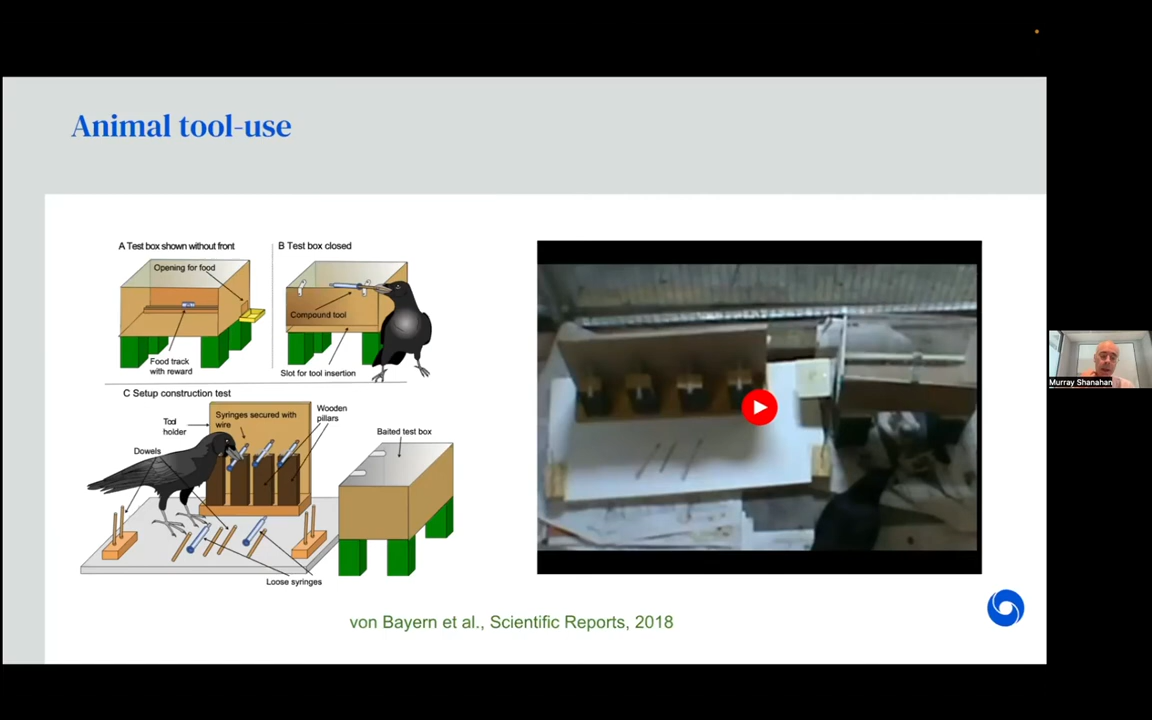 Animal tool-use
A Test box shown without front
Opening for food
Food track
with reward
B Test box closed
Compound tool
Slot for tool insertion
C Setup construction test
Tool
holder
Syringes secured with
wire
Wooden
pillars
Dowels
Baited test box
Loose syringes
von Bayern et al., Scientific Reports, 2018
Murray Shanahan